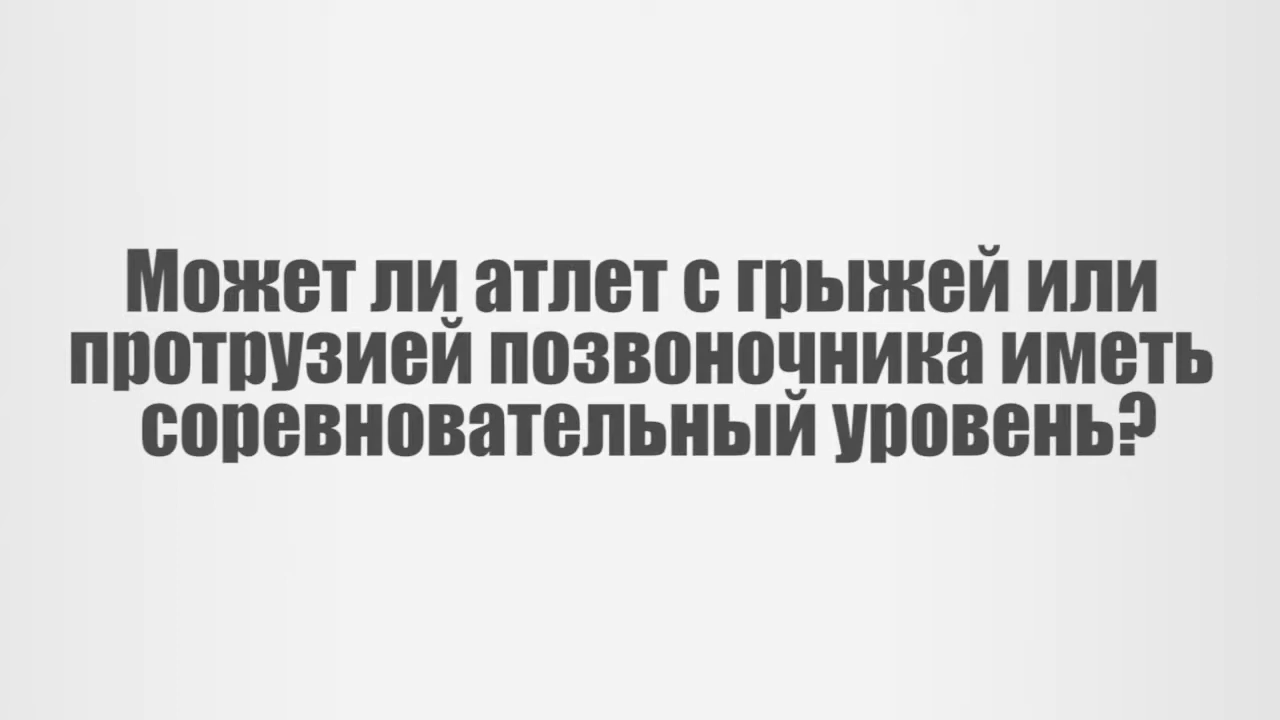 Может ли атлет с грыжей или
протрузией позвоночника иметь
соревновательный уровень?